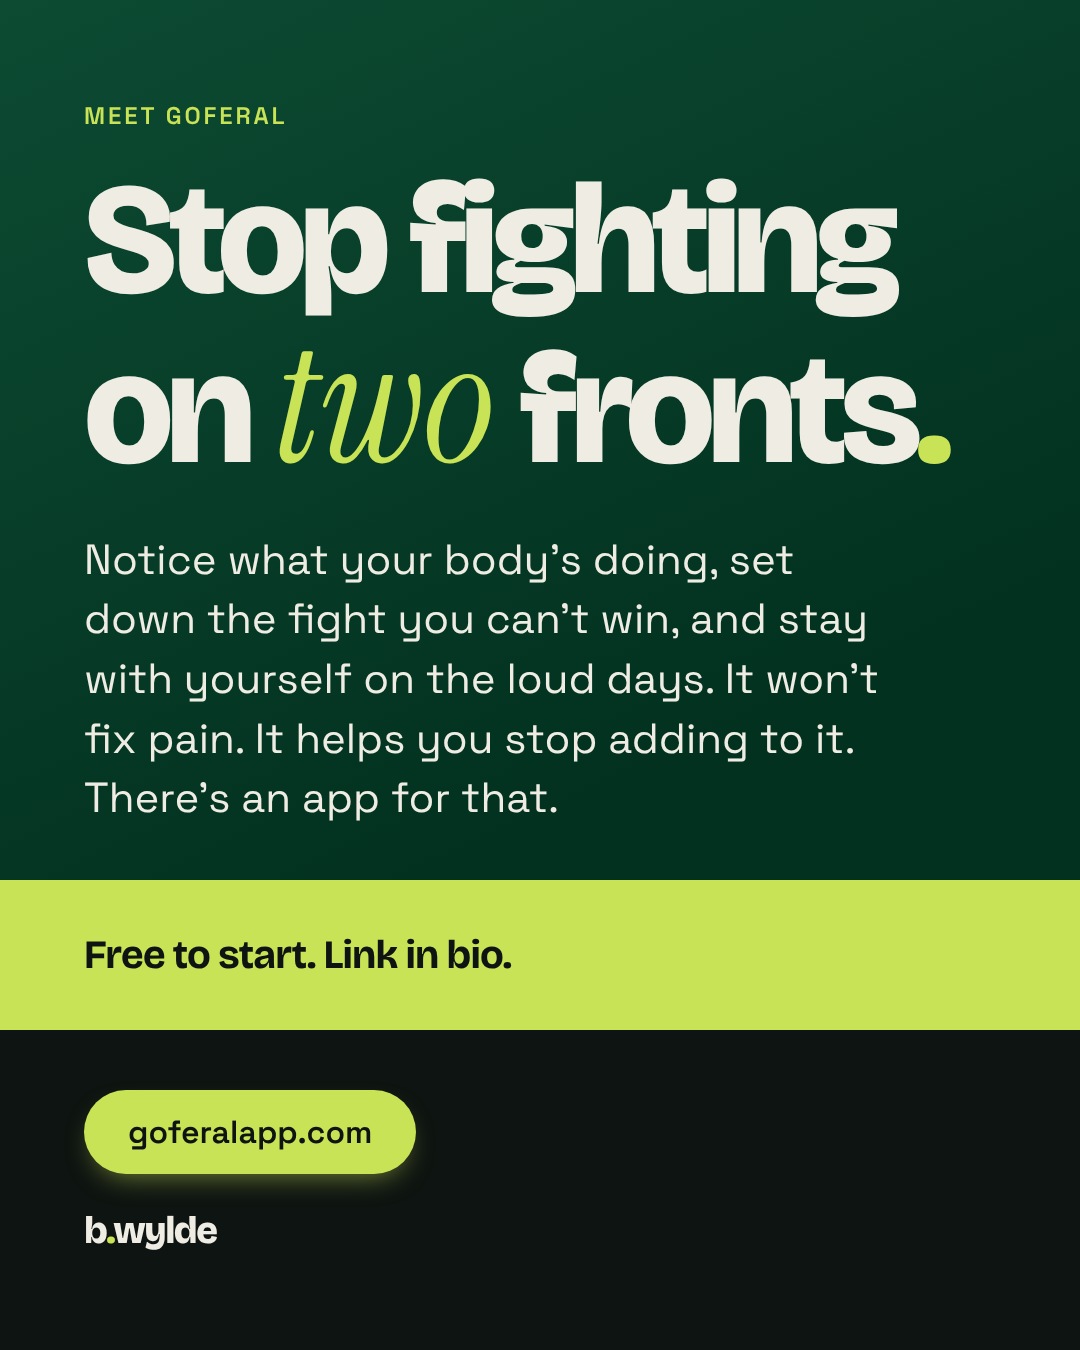 MEET GOFERAL
Stop fighting
on two fronts.
Notice what your body’s doing, set
down the fight you can’t win, and stay
with yourself on the loud days. It won’t
fix pain. It helps you stop adding to it.
There’s an app for that.
Free to start. Link in bio.
goferalapp.com
b.wylde